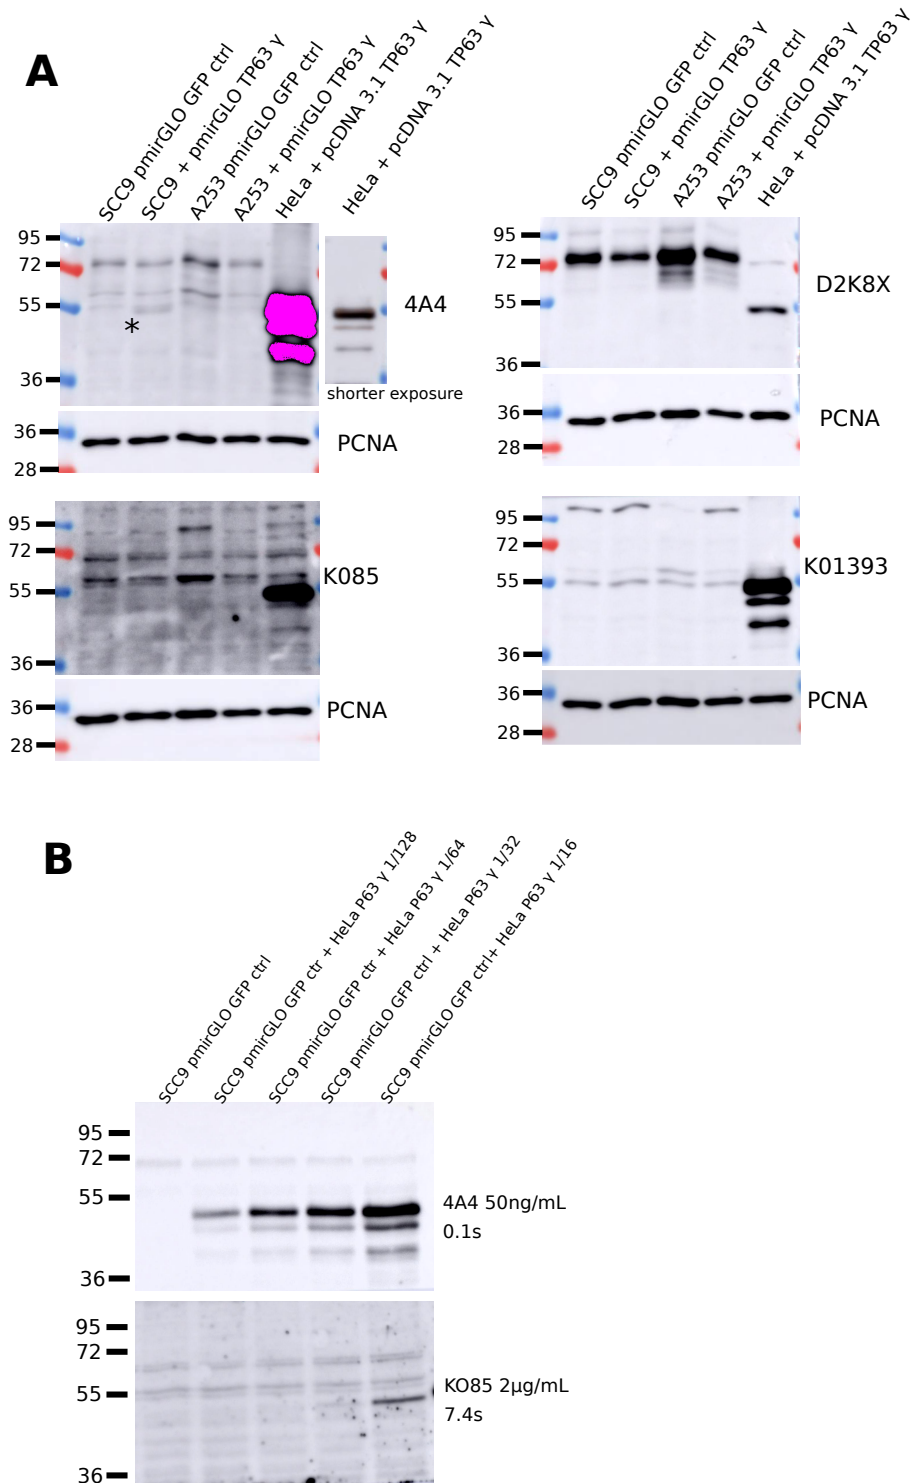 A
SCC9 pmirGLO GFP ctrl
SCC9 + pmirGLO TP63 γ
A253 pmirGLO GFP ctrl
A253 + pmirGLO TP63 γ
HeLa + pcDNA 3.1 TP63 γ
HeLa + pcDNA 3.1 TP63 γ
95
72
55
36
*
4A4
shorter exposure
36
28
PCNA
SCC9 pmirGLO GFP ctrl
SCC9 + pmirGLO TP63 γ
A253 pmirGLO GFP ctrl
A253 + pmirGLO TP63 γ
HeLa + pcDNA 3.1 TP63 γ
95
72
55
36
D2K8X
36
28
PCNA
95
72
55
36
K085
36
28
PCNA
95
72
55
36
K01393
36
28
PCNA
B
SCC9 pmirGLO GFP ctrl
SCC9 pmirGLO GFP ctr + HeLa P63 γ 1/128
SCC9 pmirGLO GFP ctr + HeLa P63 γ 1/64
SCC9 pmirGLO GFP ctrl + HeLa P63 γ 1/32
SCC9 pmirGLO GFP ctrl+ HeLa P63 γ 1/16
95
72
55
36
4A4 50ng/mL
0.1s
95
72
55
36
KO85 2μg/mL
7.4s